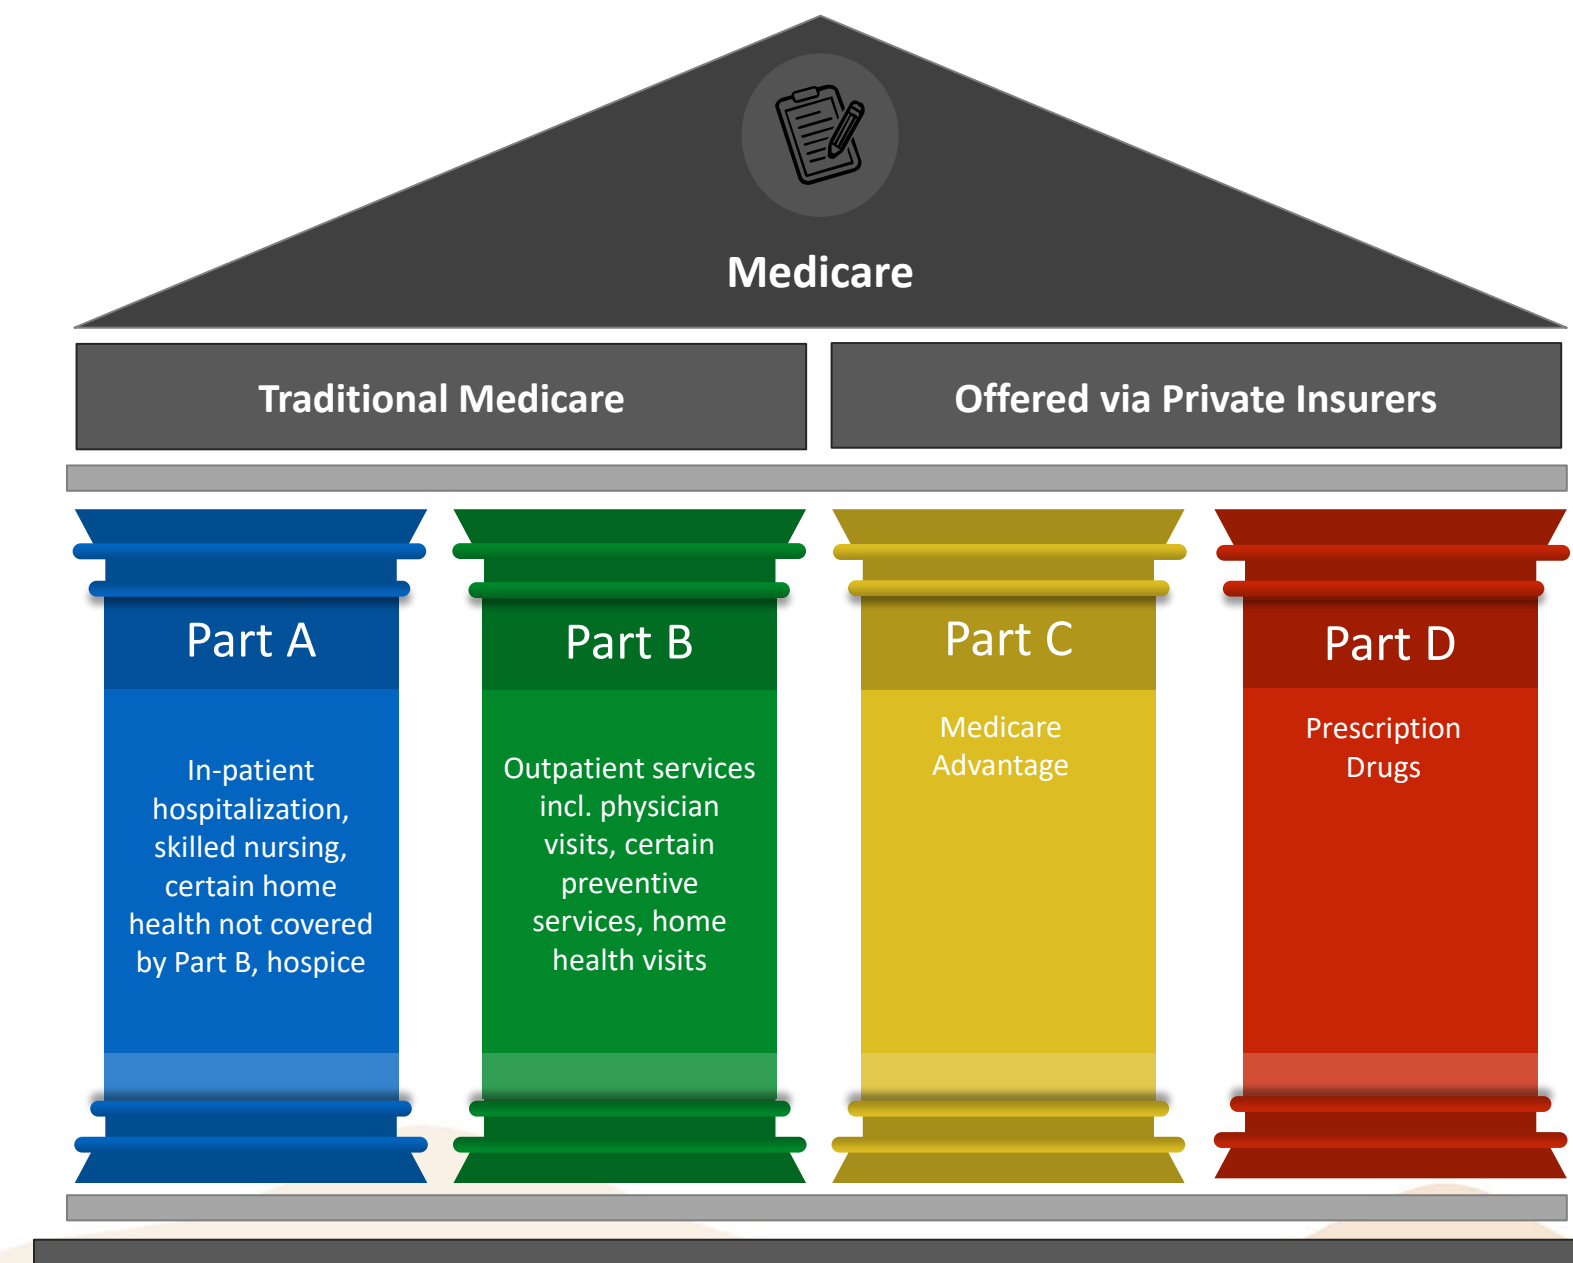 Medicare
Traditional Medicare
Offered via Private Insurers
Part A
In-patient
hospitalization,
skilled nursing,
certain home
health not covered
by Part B, hospice
Part B
Outpatient services
incl. physician
visits, certain
preventive
services, home
health visits
Part C
Medicare
Advantage
Part D
Prescription
Drugs